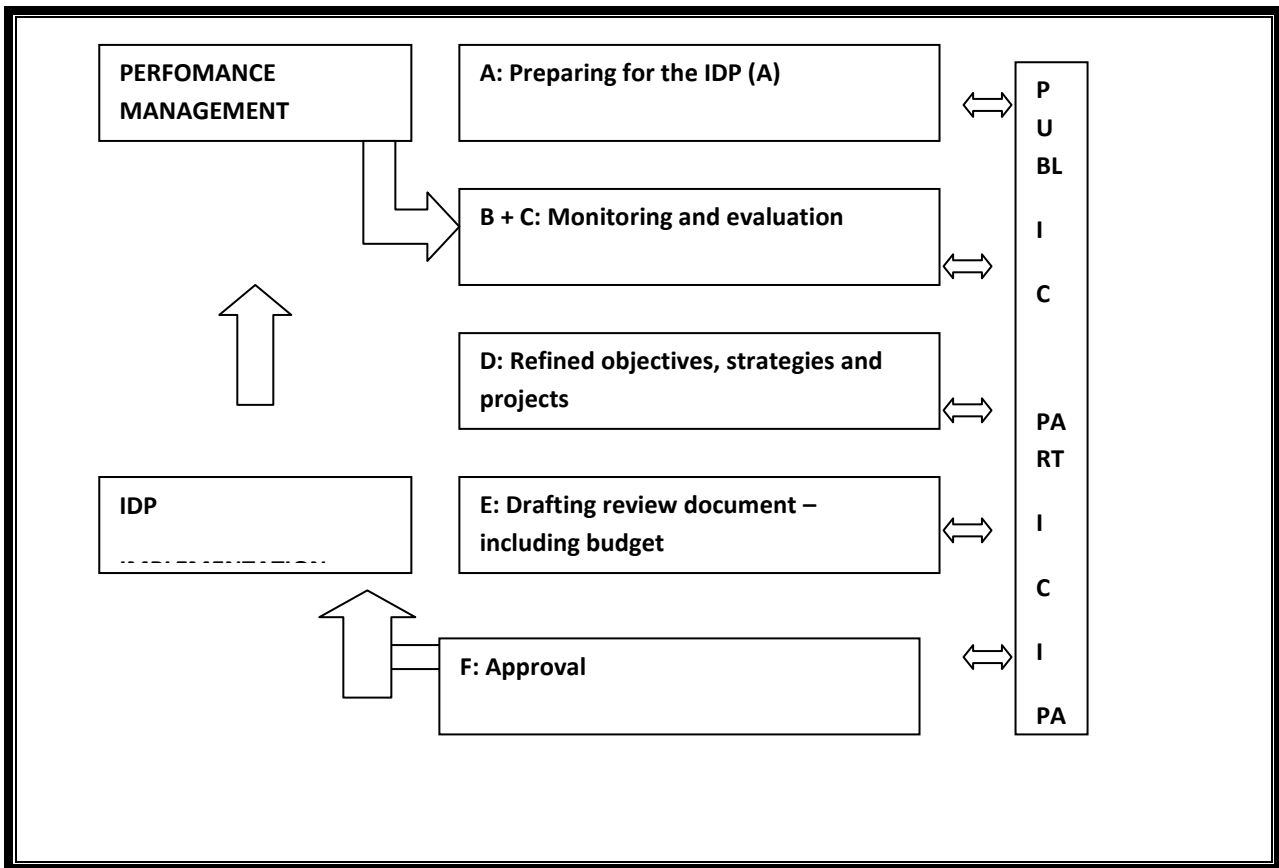 PERFOMANCE
MANAGEMENT
A: Preparing for the IDP (A)
B + C: Monitoring and evaluation
D: Refined objectives, strategies and
projects
IDP
E: Drafting review document –
including budget
F: Approval
P
U
BL
I
C
PA
RT
I
C
I
PA